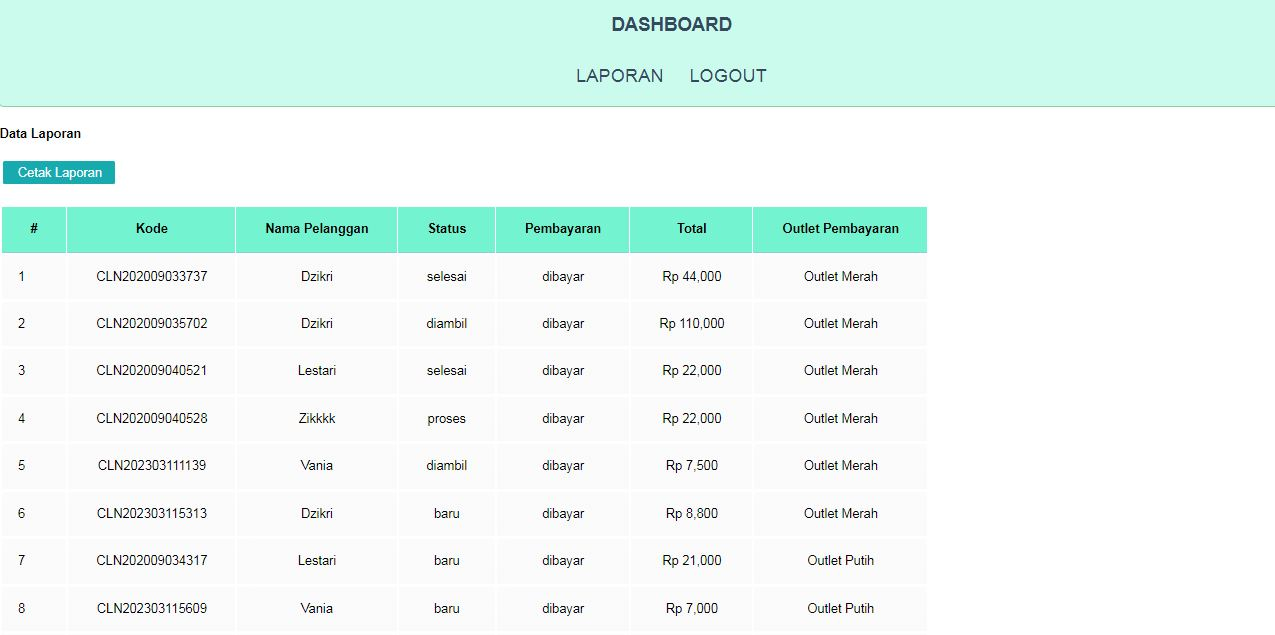 DASHBOARD
LAPORAN LOGOUT
Data Laporan
Cetak Laporan
# Kode Nama Pelanggan Status Pembayaran Total Outlet Pembayaran
1 CLN202009033737 Dzikri selesai dibayar Rp 44,000 Outlet Merah
2 CLN202009035702 Dzikri diambil dibayar Rp 110,000 Outlet Merah
3 CLN202009040521 Lestari selesai dibayar Rp 22,000 Outlet Merah
4 CLN202009040528 Zikkkk proses dibayar Rp 22,000 Outlet Merah
5 CLN202303111139 Vania diambil dibayar Rp 7,500 Outlet Merah
6 CLN202303115313 Dzikri baru dibayar Rp 8,800 Outlet Merah
7 CLN202009034317 Lestari baru dibayar Rp 21,000 Outlet Putih
8 CLN202303115609 Vania baru dibayar Rp 7,000 Outlet Putih